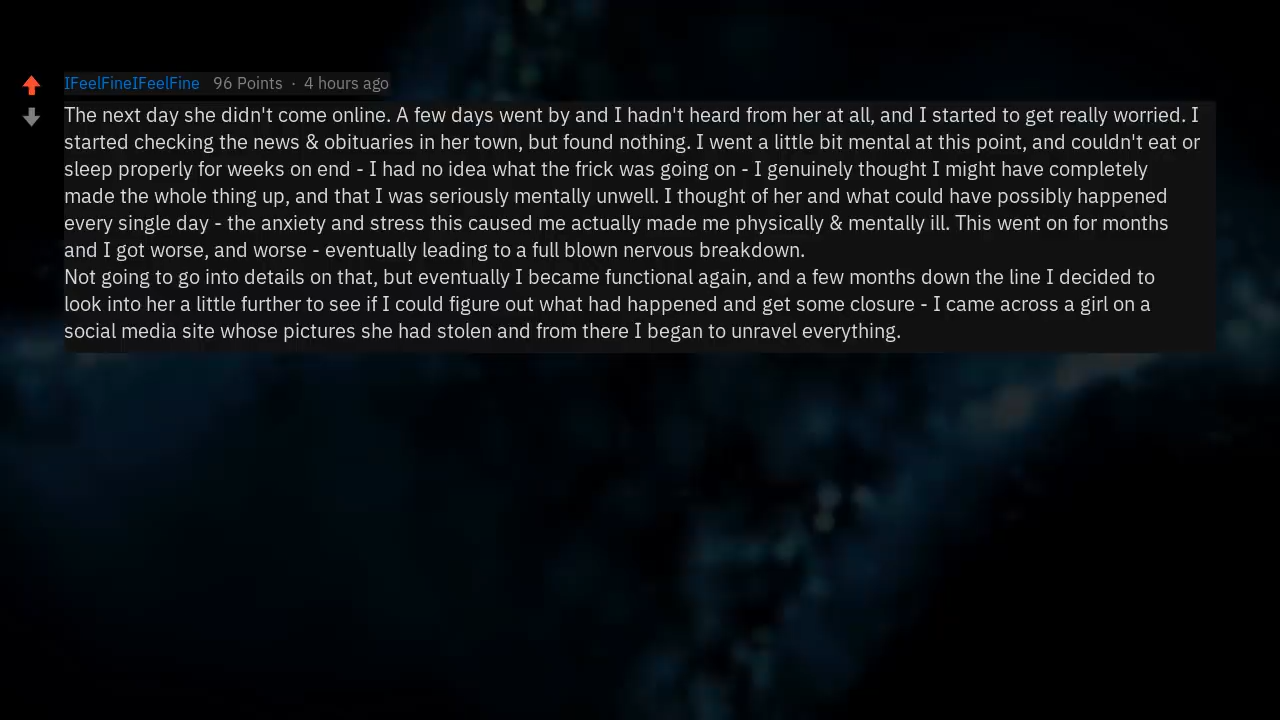 IFeelFineIFeelFine 96 Points · 4 hours ago
The next day she didn't come online. A few days went by and I hadn't heard from her at all, and I started to get really worried. I
started checking the news & obituaries in her town, but found nothing. I went a little bit mental at this point, and couldn't eat or
sleep properly for weeks on end - I had no idea what the frick was going on - I genuinely thought I might have completely
made the whole thing up, and that I was seriously mentally unwell. I thought of her and what could have possibly happened
every single day - the anxiety and stress this caused me actually made me physically & mentally ill. This went on for months
and I got worse, and worse - eventually leading to a full blown nervous breakdown.
Not going to go into details on that, but eventually I became functional again, and a few months down the line I decided to
look into her a little further to see if I could figure out what had happened and get some closure - I came across a girl on a
social media site whose pictures she had stolen and from there I began to unravel everything.